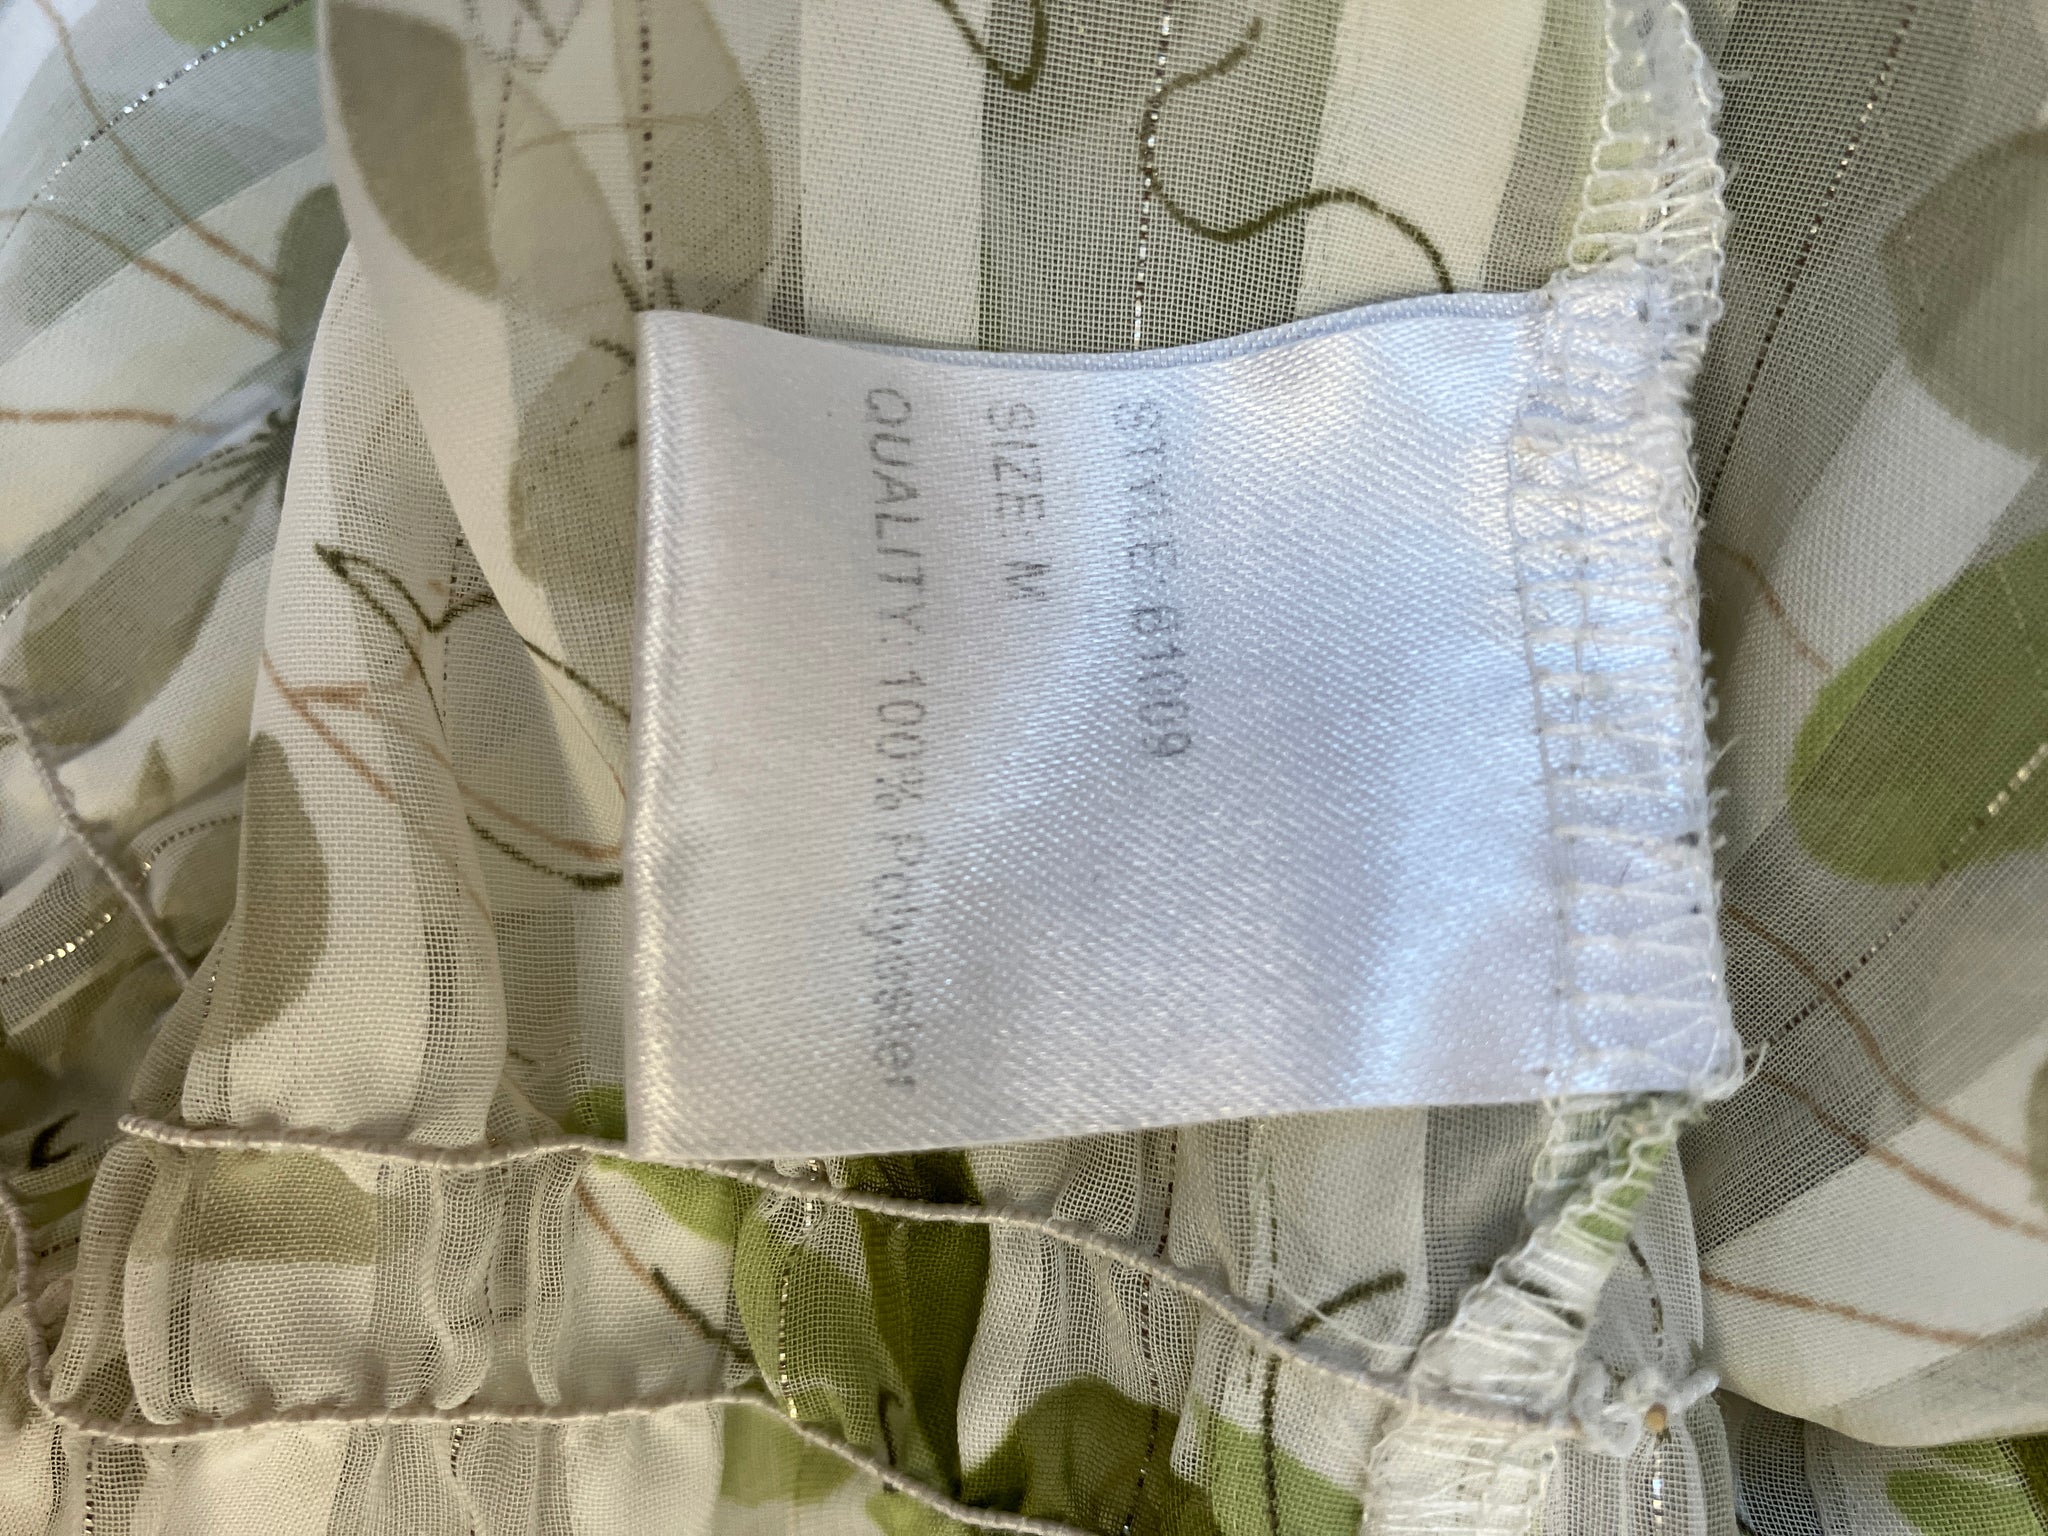 STYLE:61009
SIZE:M
QUALITY:100% Polyester